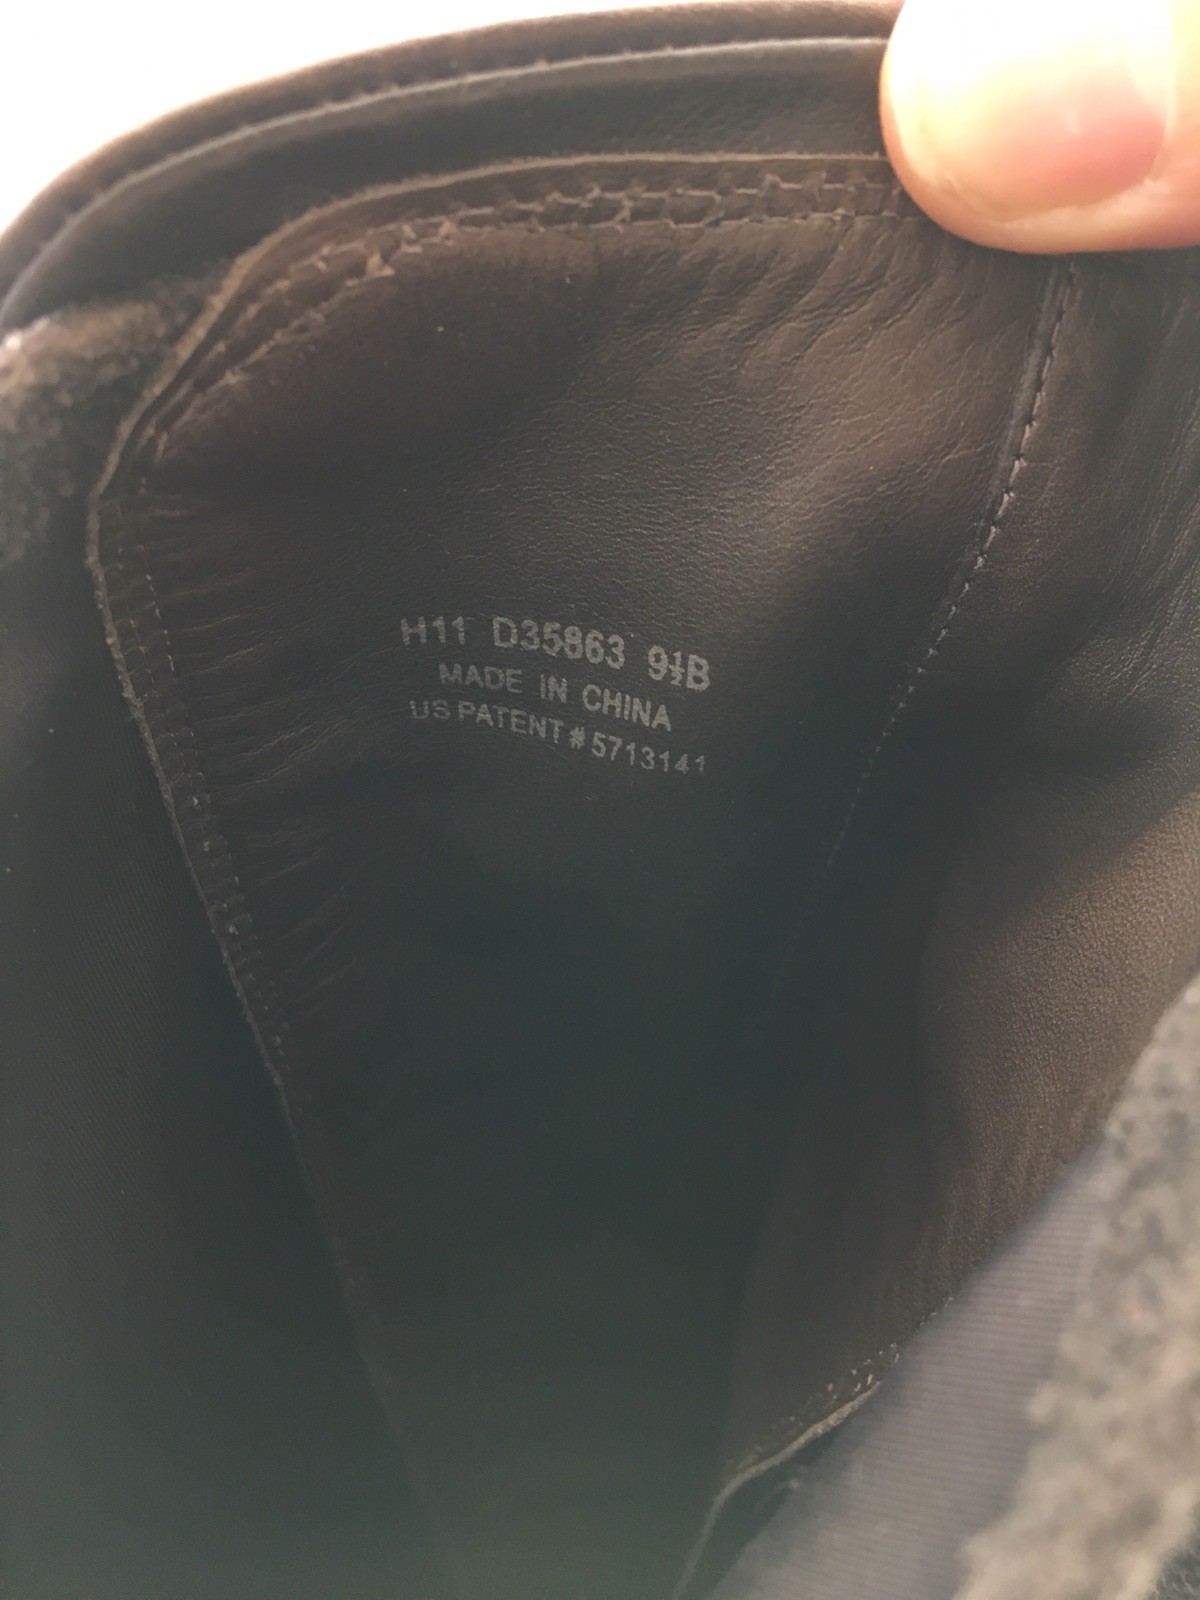 H11 D35863 9½B
MADE IN CHINA
US PATENT # 5713141